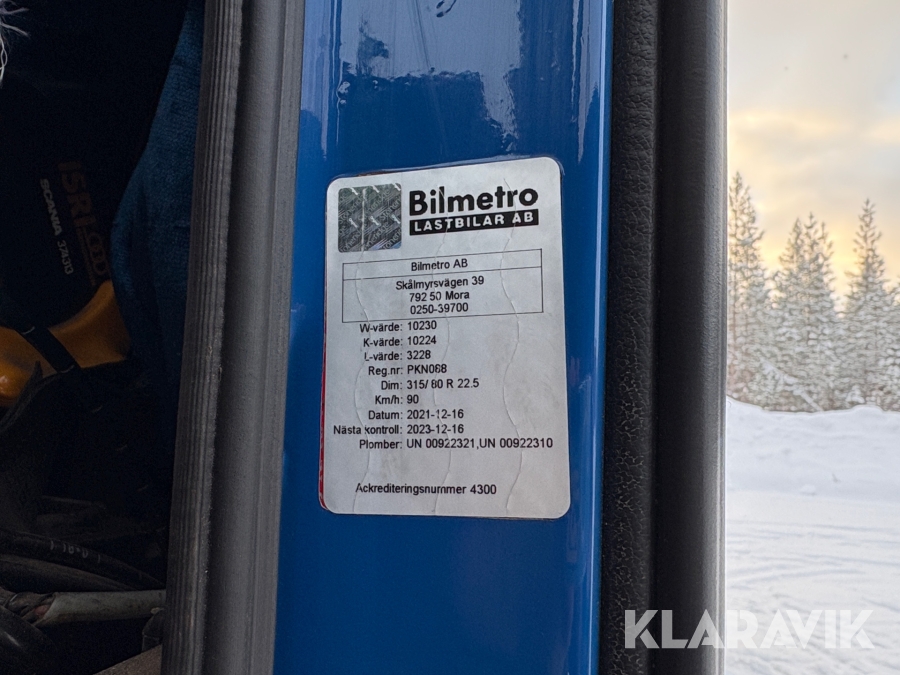 Bilmetro
LASTBILAR AB
Bilmetro AB
Skålmyrsvägen 39
792 50 Mora
0250-39700
W-värde: 10230
K-värde: 10224
L-värde: 3228
Reg.nr: PKN068
Dim: 315/ 80 R 22.5
Km/h: 90
Datum: 2021-12-16
Nästa kontroll: 2023-12-16
Plomber: UN 00922321,UN 00922310
Ackrediteringsnummer 4300
ISRI
SCANIA
KLARAVIK